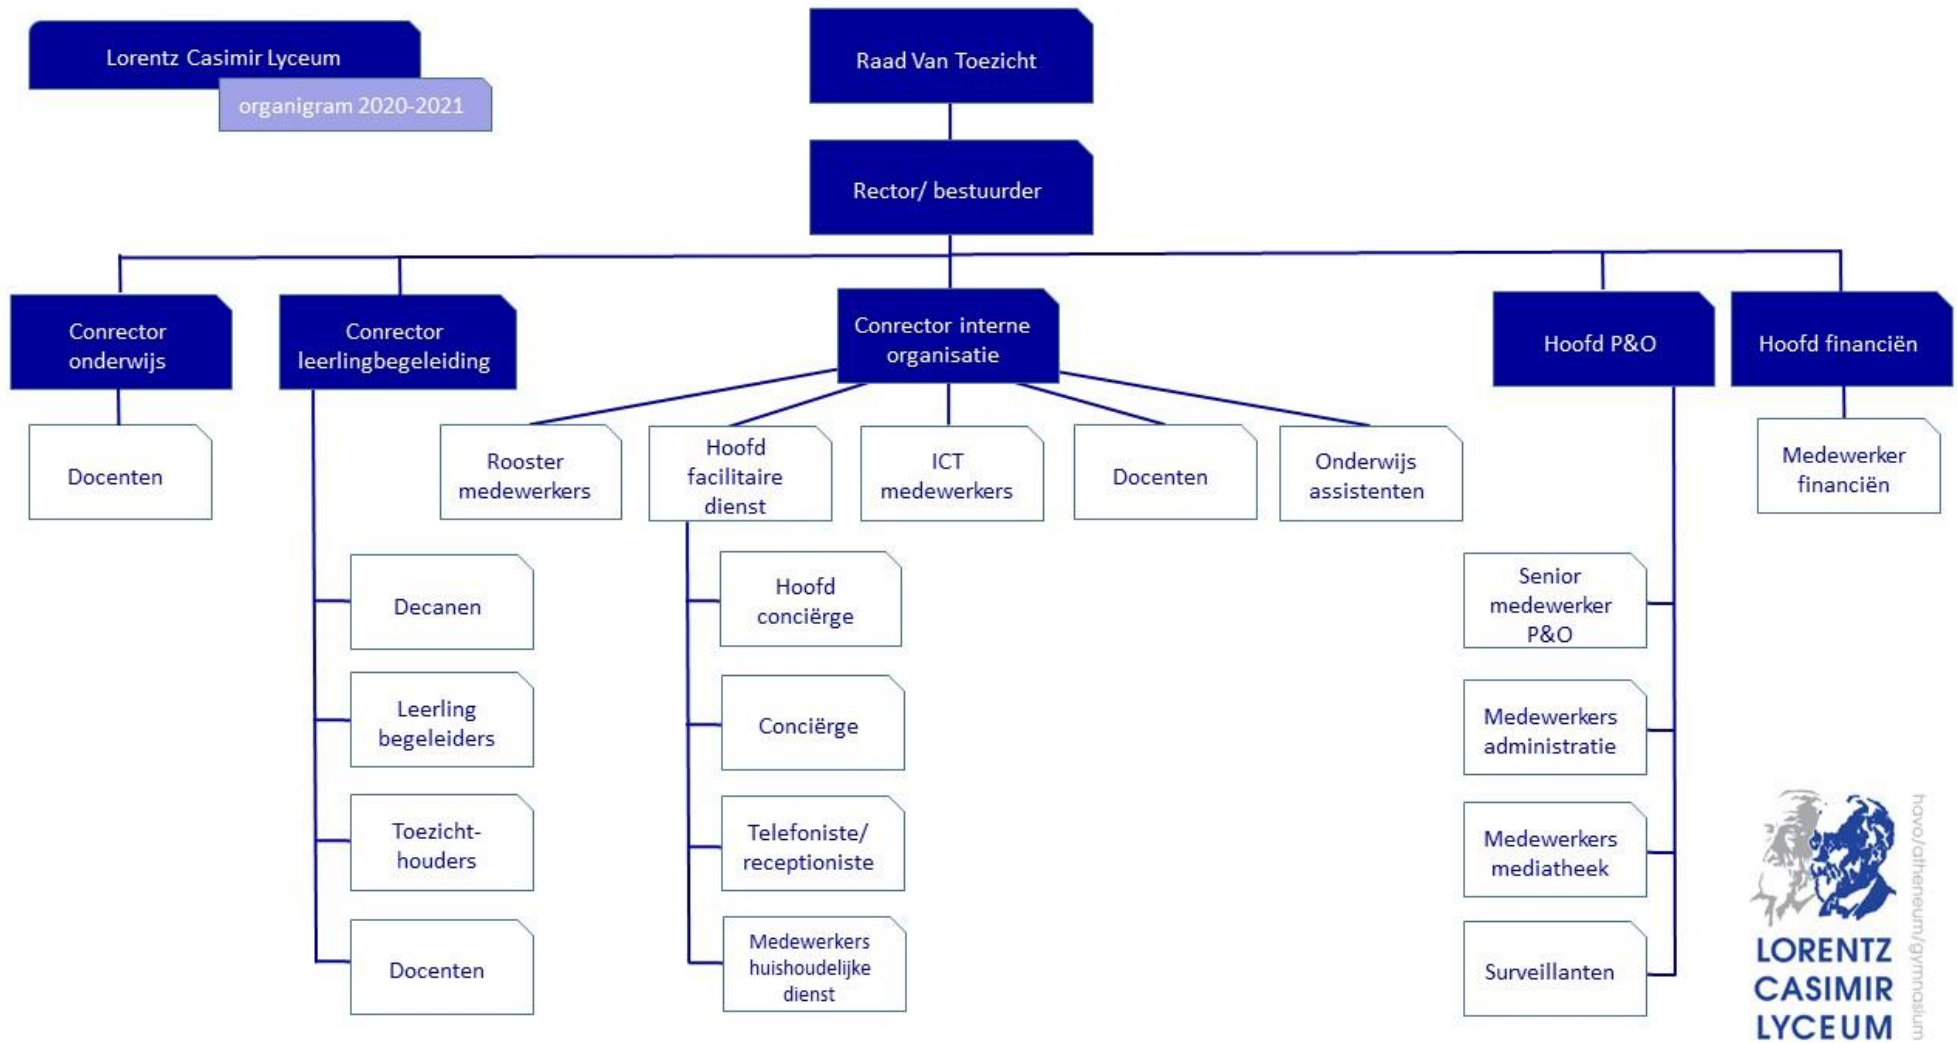 Lorentz Casimir Lyceum
organigram 2020-2021
Raad Van Toezicht
Rector/ bestuurder
Conrector
onderwijs
Conrector
leerlingbegeleiding
Conrector interne
organisatie
Hoofd P&O
Hoofd financiën
Docenten
Rooster
medewerkers
Hoofd
facilitaire
dienst
ICT
medewerkers
Docenten
Onderwijs
assistenten
Medewerker
financiën
Decanen
Leerling
begeleiders
Toezicht-
houders
Docenten
Hoofd
conciërge
Conciërge
Telefoniste/
receptioniste
Medewerkers
huishoudelijke
dienst
Senior
medewerker
P&O
Medewerkers
administratie
Medewerkers
mediatheek
Surveillanten
LORENTZ
CASIMIR
LYCEUM
havo/atheneum/gymnasium